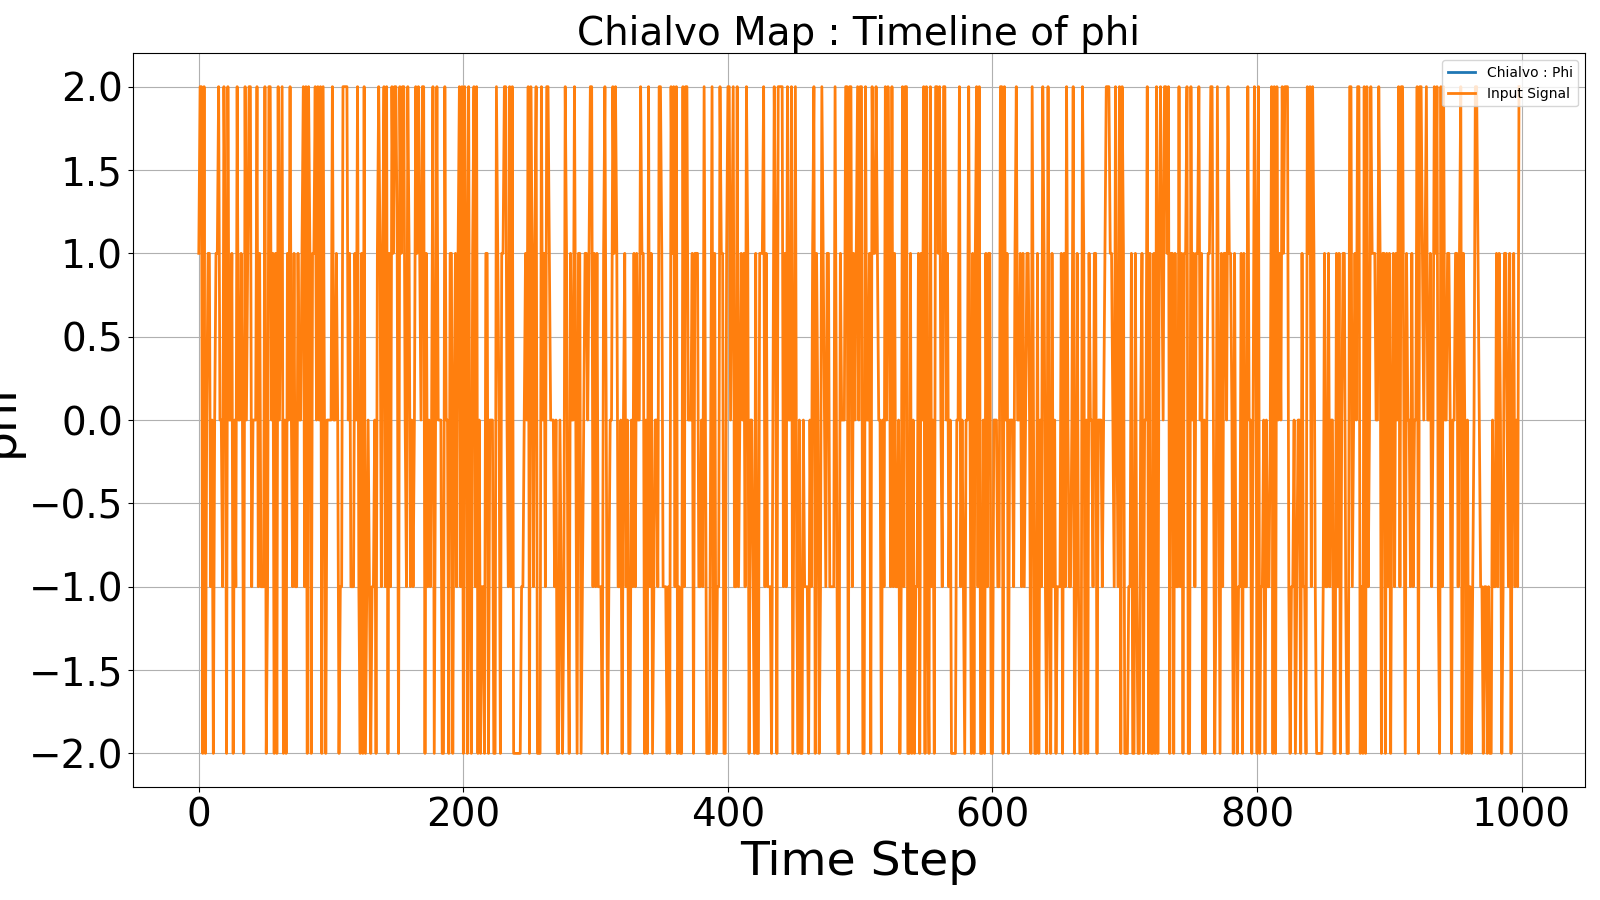 Chialvo Map : Timeline of phi
Chialvo : Phi
Input Signal
2.0
1.5
1.0
0.5
0.0
−0.5
−1.0
−1.5
−2.0
phi
0 200 400 600 800 1000
Time Step